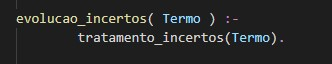 evolucao_incertos( Termo ) :-
tratamento_incertos(Termo).